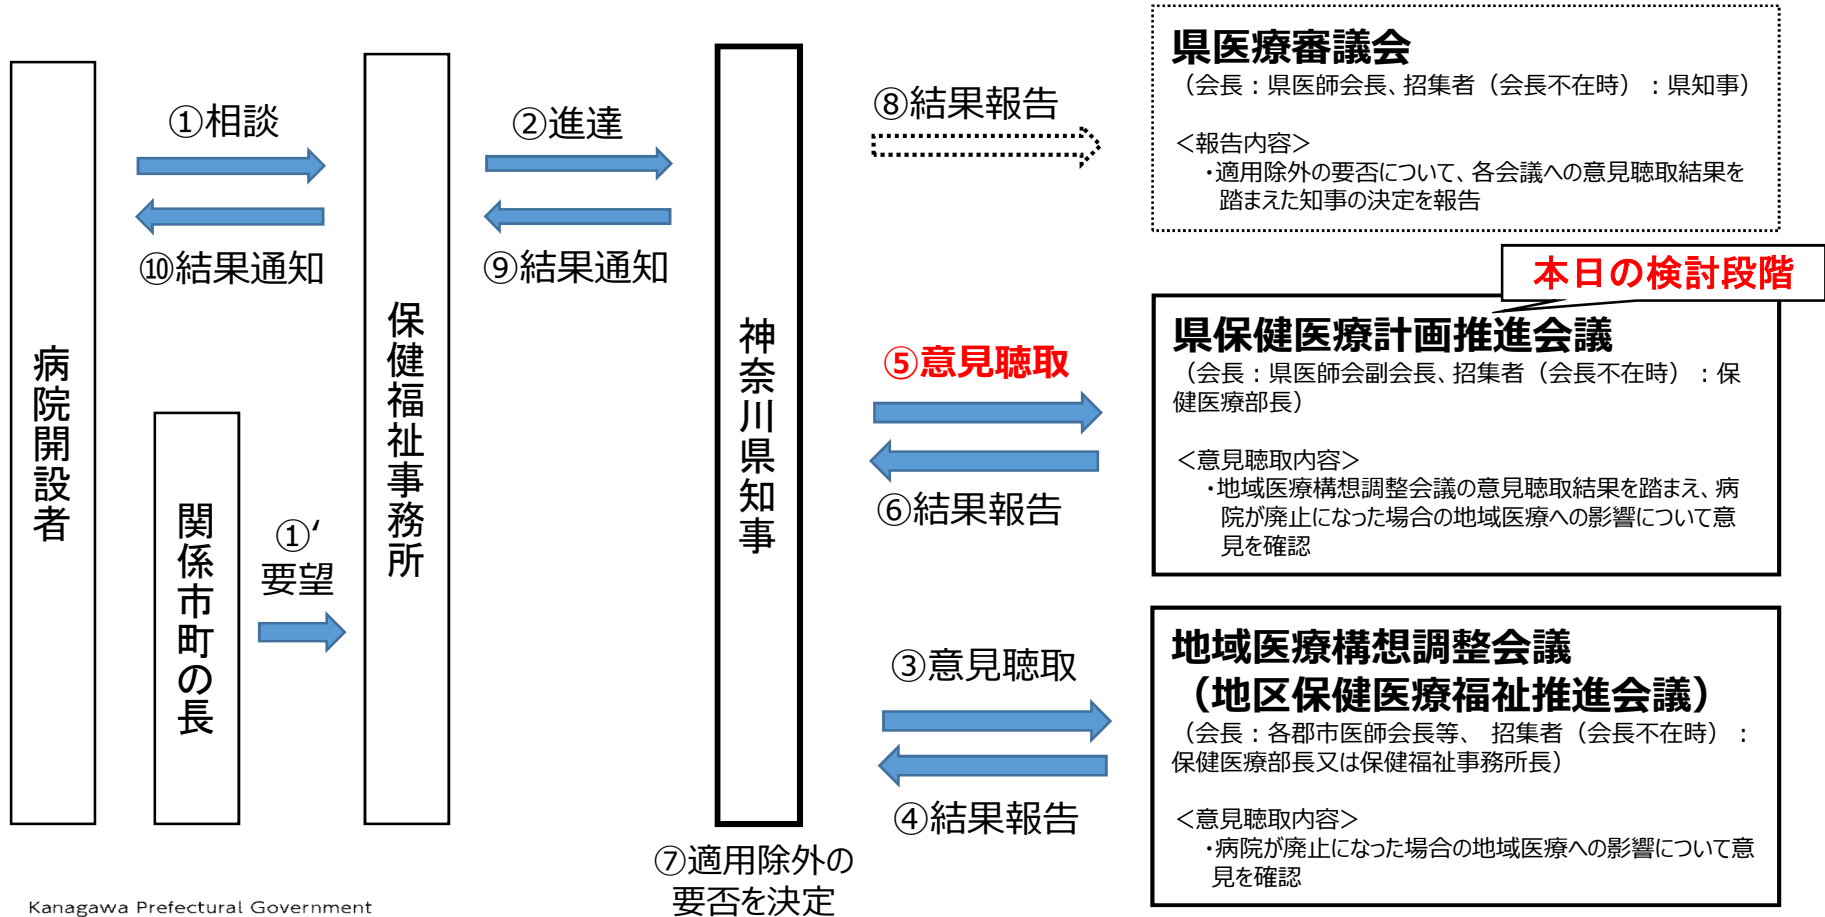 病院開設者
関係市町の長
①‘
要望
①相談
⑩結果通知
保健福祉事務所
②進達
⑨結果通知
神奈川県知事
⑦適用除外の
要否を決定
⑧結果報告
⑤意見聴取
⑥結果報告
③意見聴取
④結果報告
県医療審議会
（会長：県医師会長、招集者（会長不在時）：県知事）
＜報告内容＞
・適用除外の要否について、各会議への意見聴取結果を
踏まえた知事の決定を報告
本日の検討段階
県保健医療計画推進会議
（会長：県医師会副会長、招集者（会長不在時）：保
健医療部長）
＜意見聴取内容＞
・地域医療構想調整会議の意見聴取結果を踏まえ、病
院が廃止になった場合の地域医療への影響について意
見を確認
地域医療構想調整会議
（地区保健医療福祉推進会議）
（会長：各郡市医師会長等、 招集者（会長不在時）：
保健医療部長又は保健福祉事務所長）
＜意見聴取内容＞
・病院が廃止になった場合の地域医療への影響について意
見を確認
Kanagawa Prefectural Government